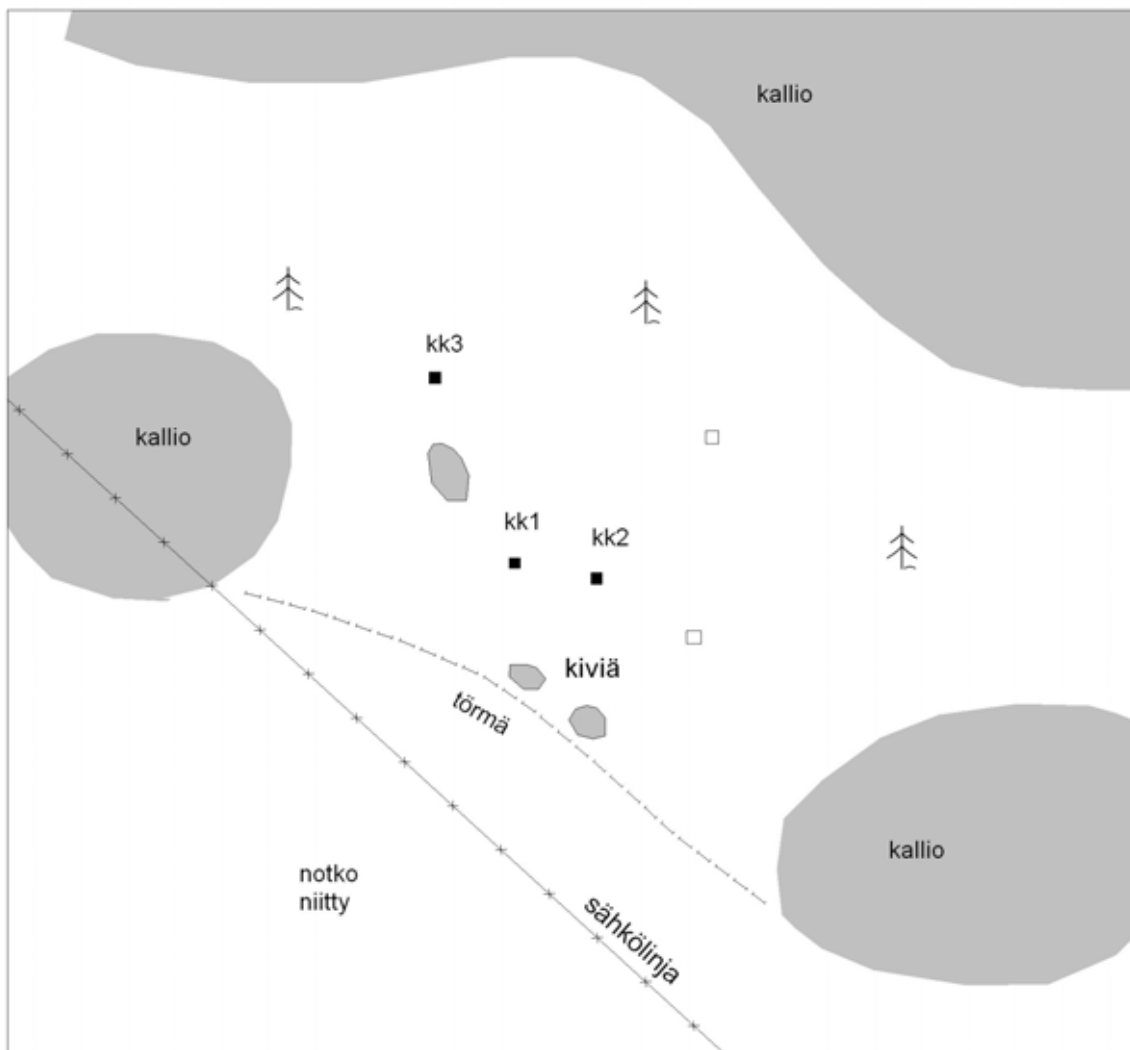 kallio
kk3
kallio
kk1
kk2
kiviä
törmä
kallio
notko
niitty
sähkölinja